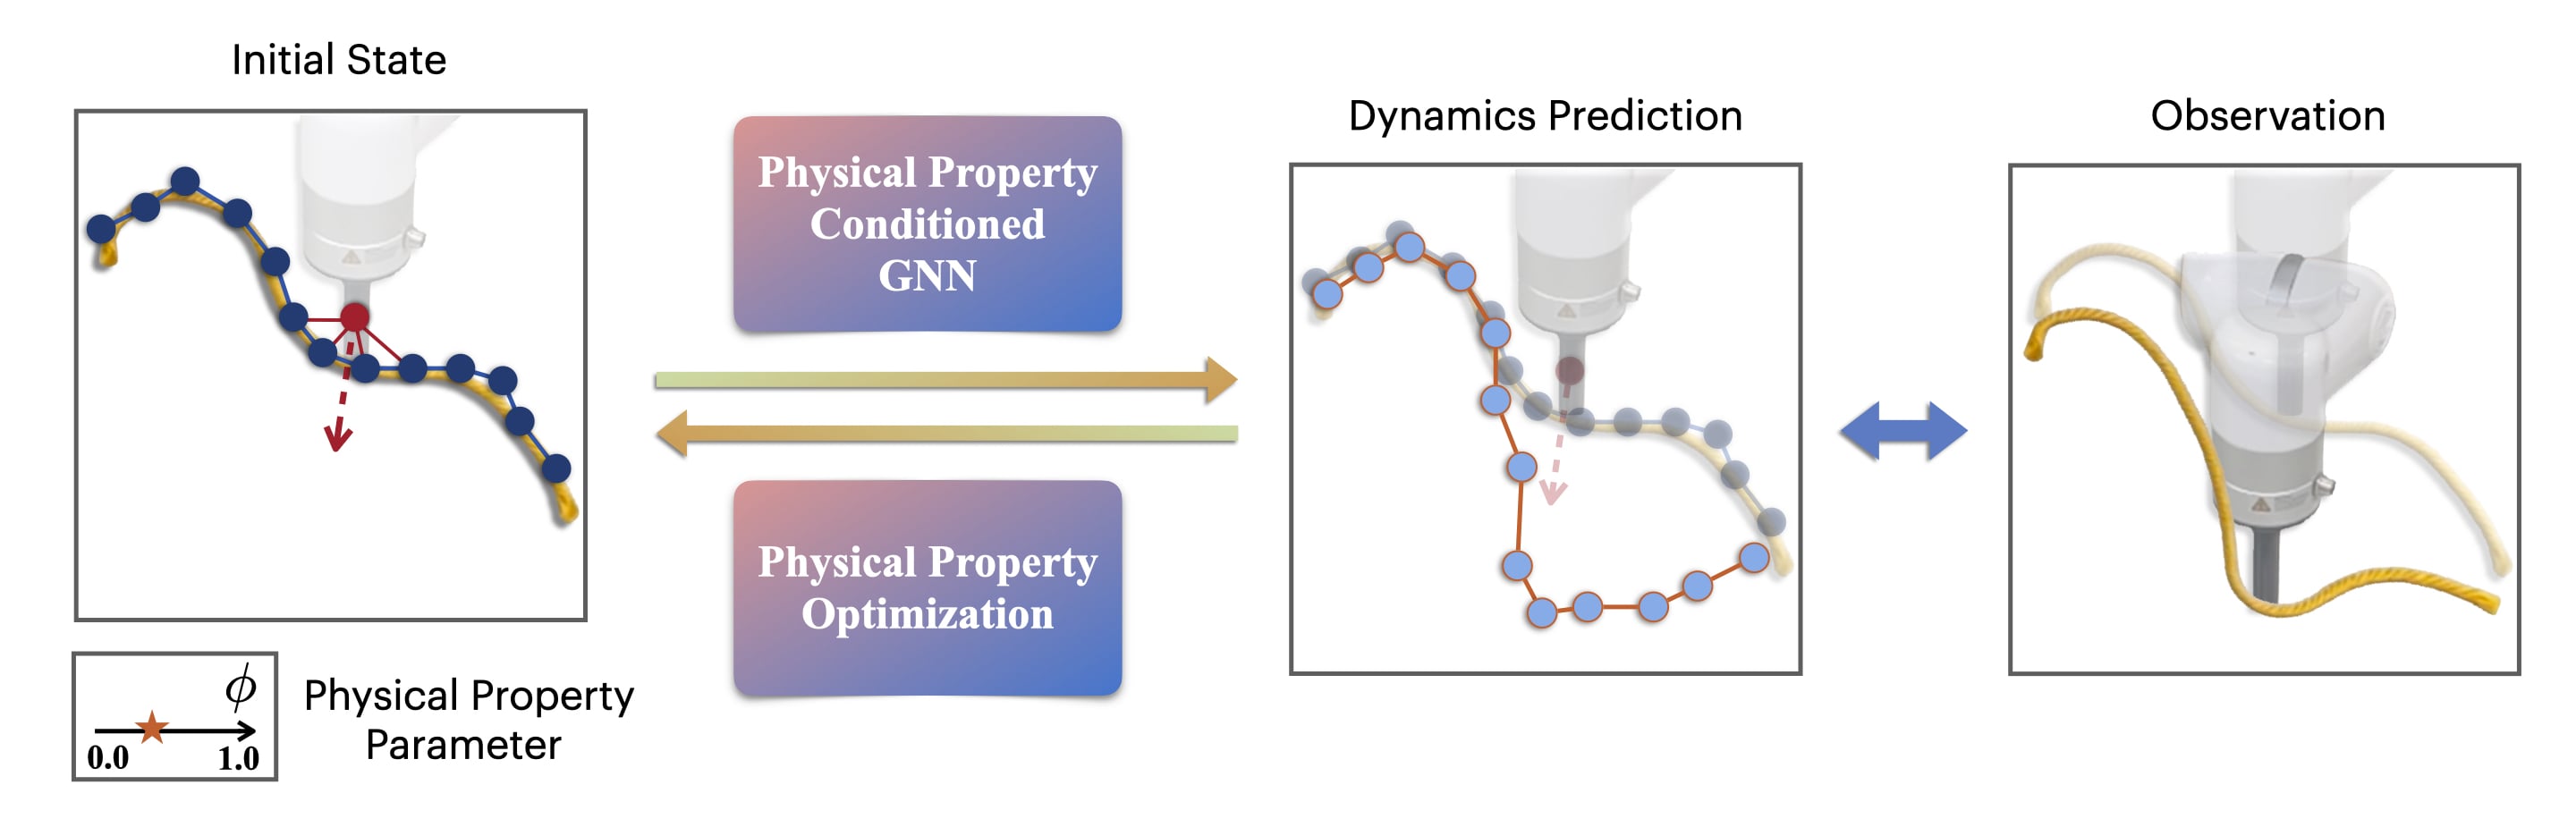 Initial State
Physical Property
Conditioned
GNN
Dynamics Prediction
Observation
Physical Property
Optimization
ϕ
0.0
1.0
Physical Property
Parameter